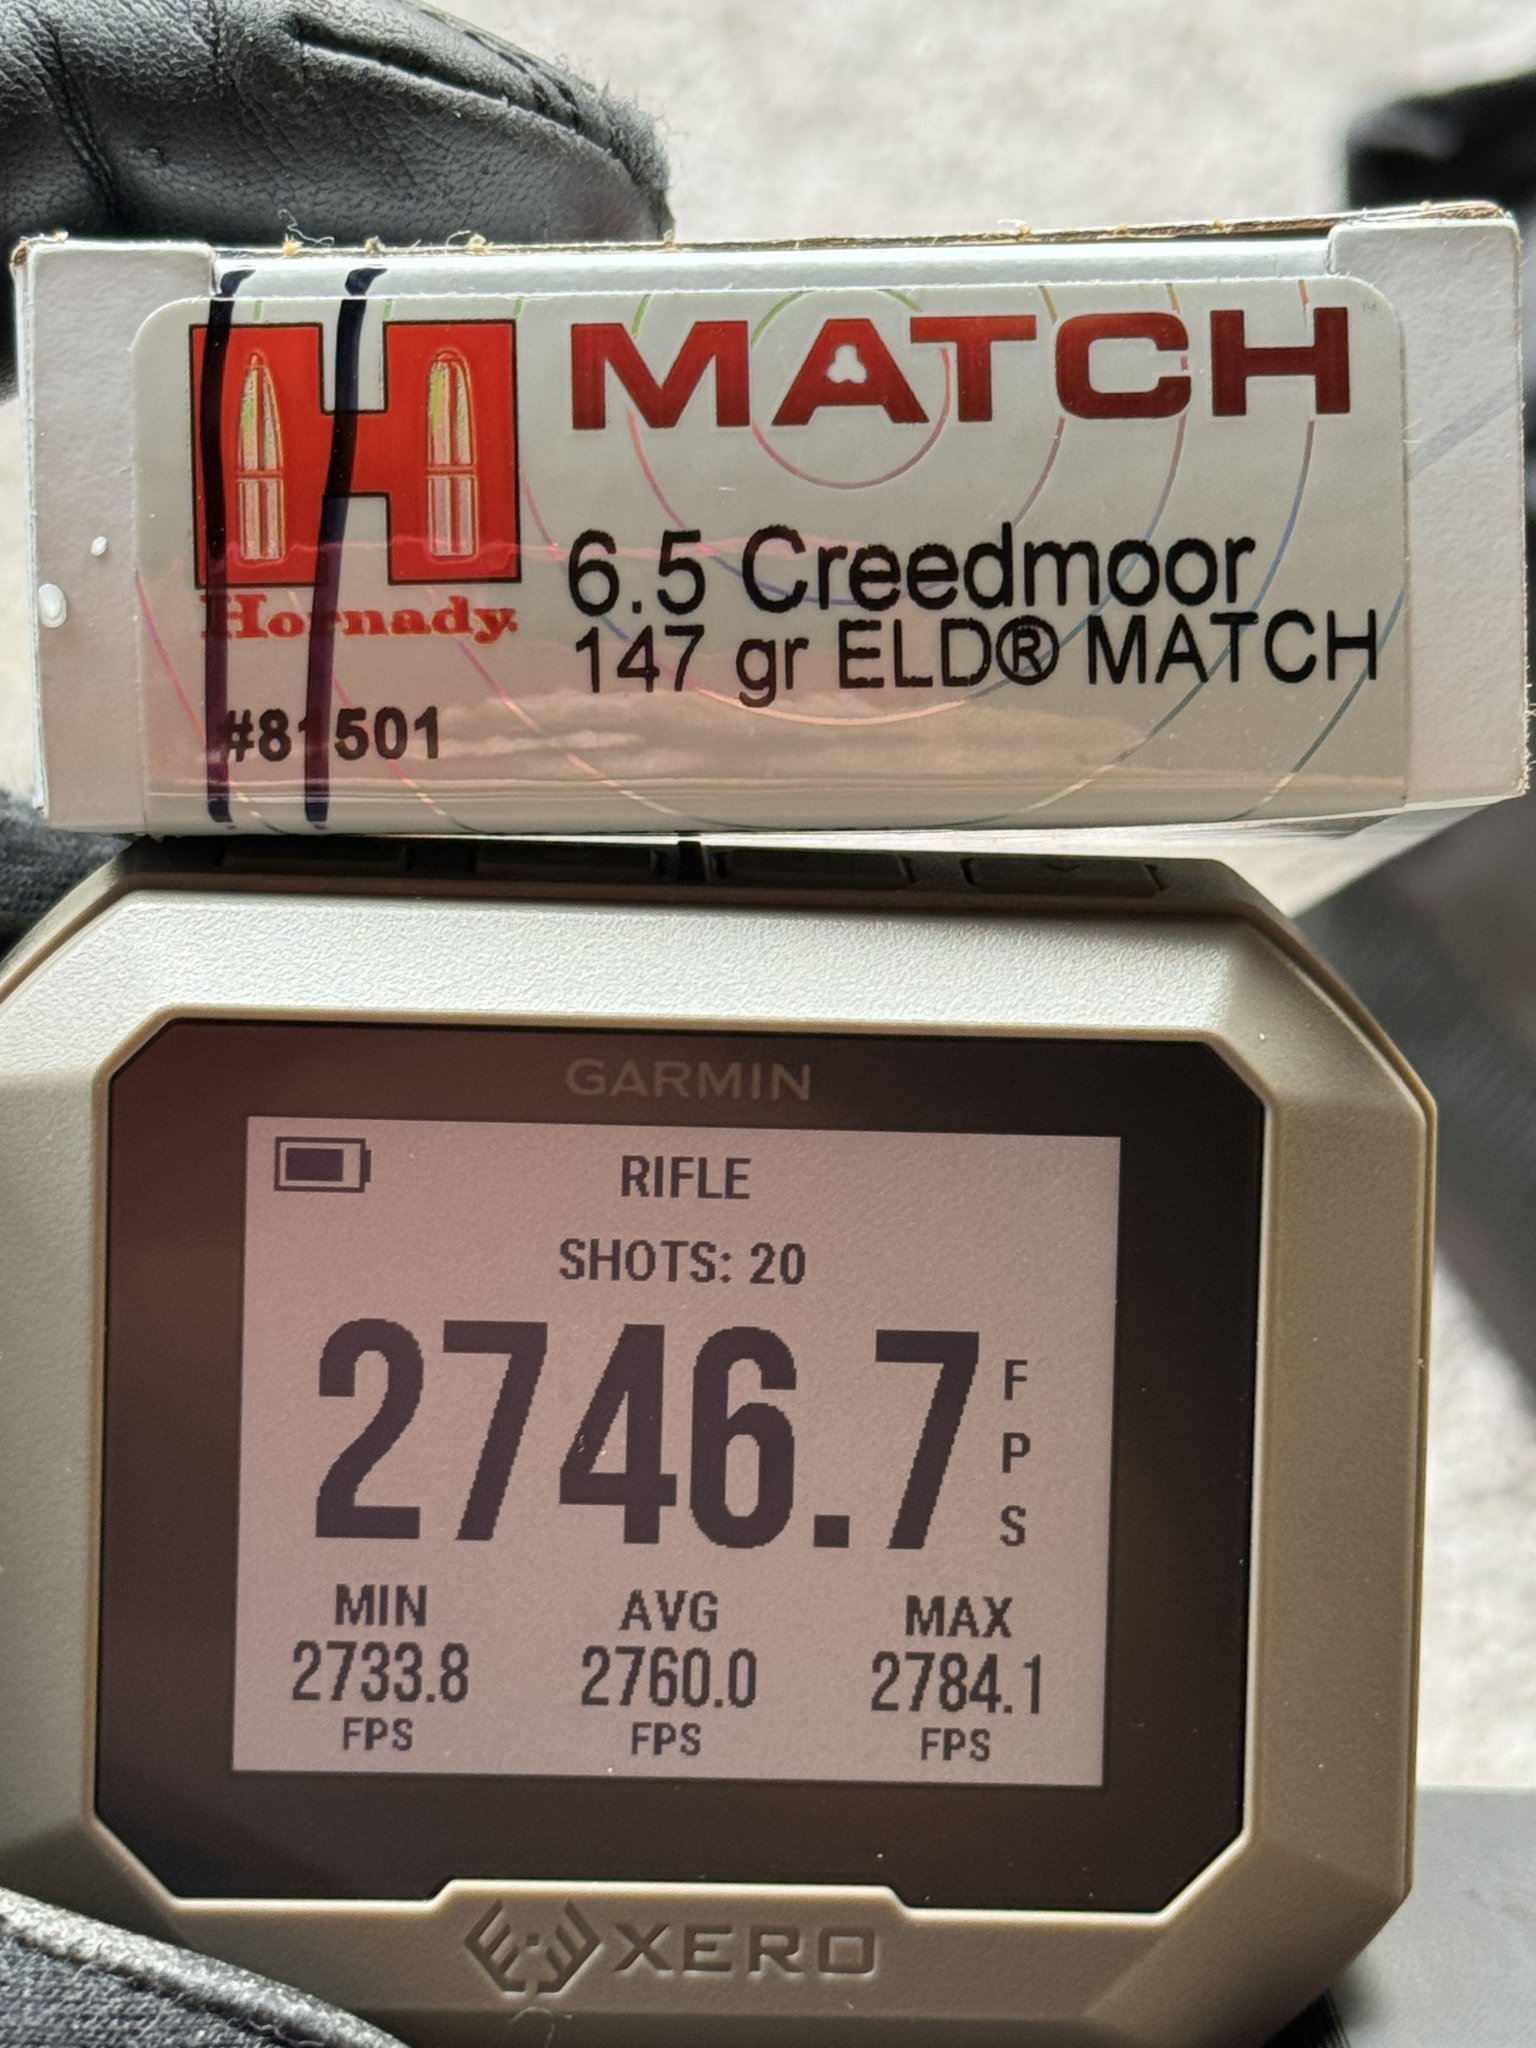 MATCH™
Hornady
6.5 Creedmoor
147 gr ELD® MATCH
#81501
GARMIN
RIFLE
SHOTS: 20
2746.7 FPS
MIN AVG MAX
2733.8 2760.0 2784.1
FPS FPS FPS
XERO